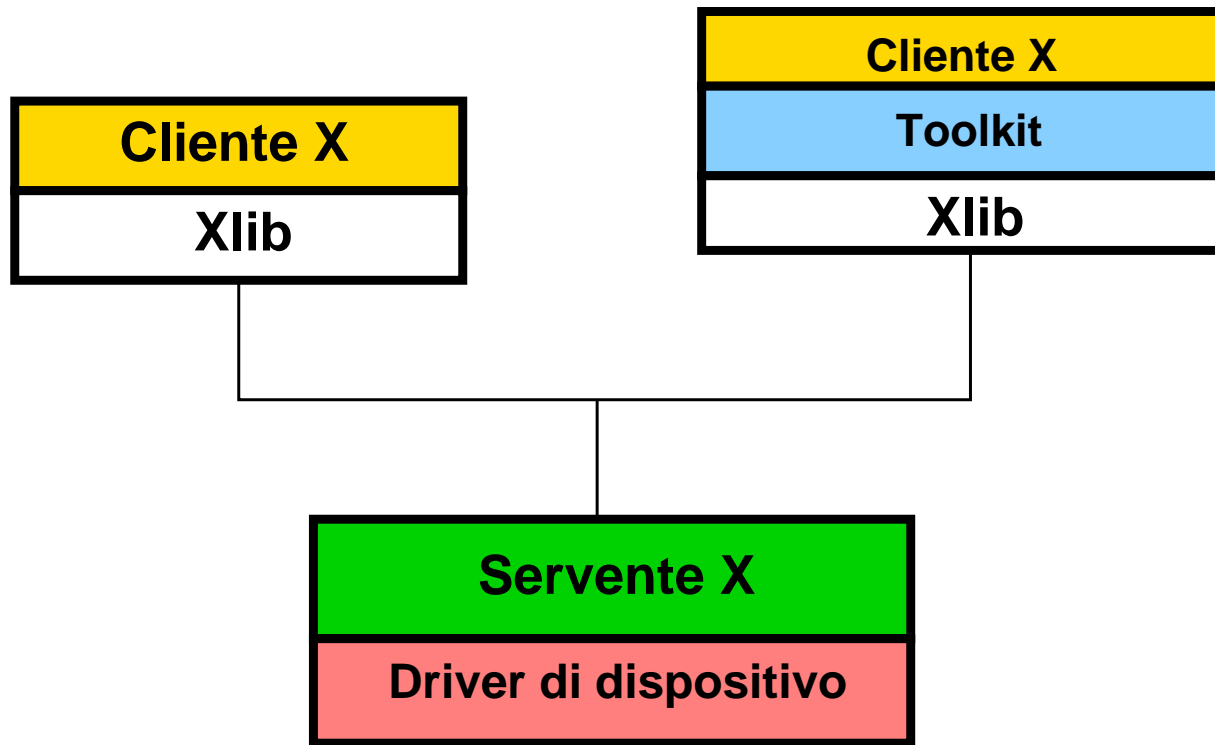 Cliente X
Xlib
Cliente X
Toolkit
Xlib
Servente X
Driver di dispositivo